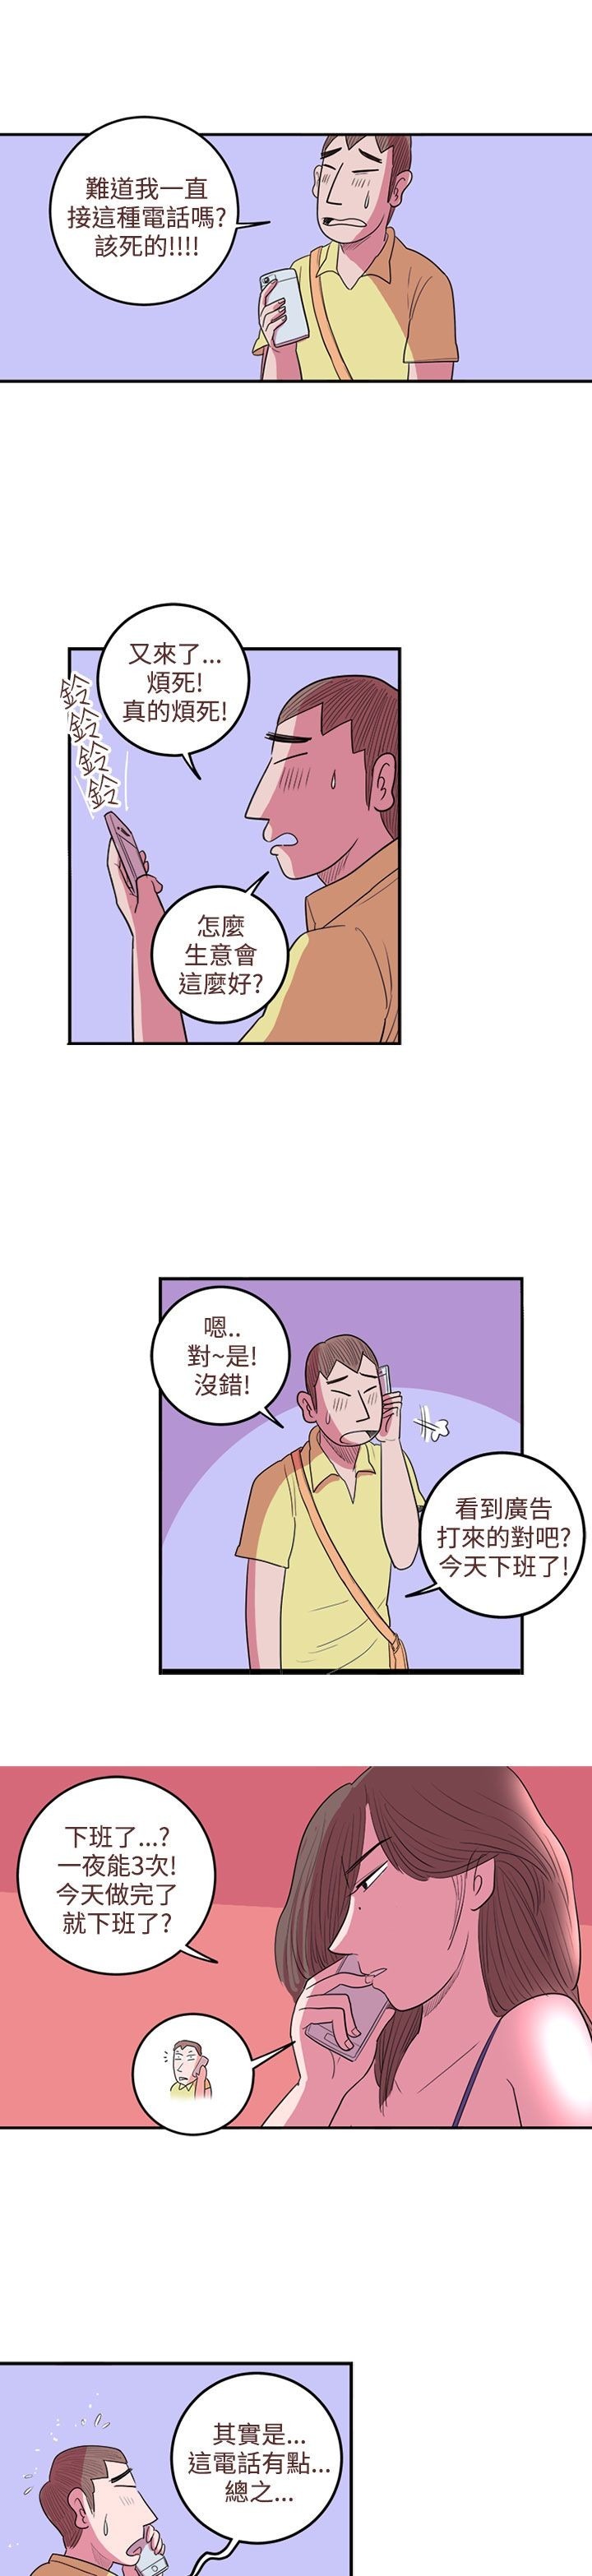 難道我一直
接這種電話嗎?
該死的!!!!
又來了...
煩死!
真的煩死!
鈴
鈴
鈴
鈴
怎麼
生意會
這麼好?
嗯..
對~是!
沒錯!
看到廣告
打來的對吧?
今天下班了!
下班了...?
一夜能3次!
今天做完了
就下班了?
其實是...
這電話有點...
總之...